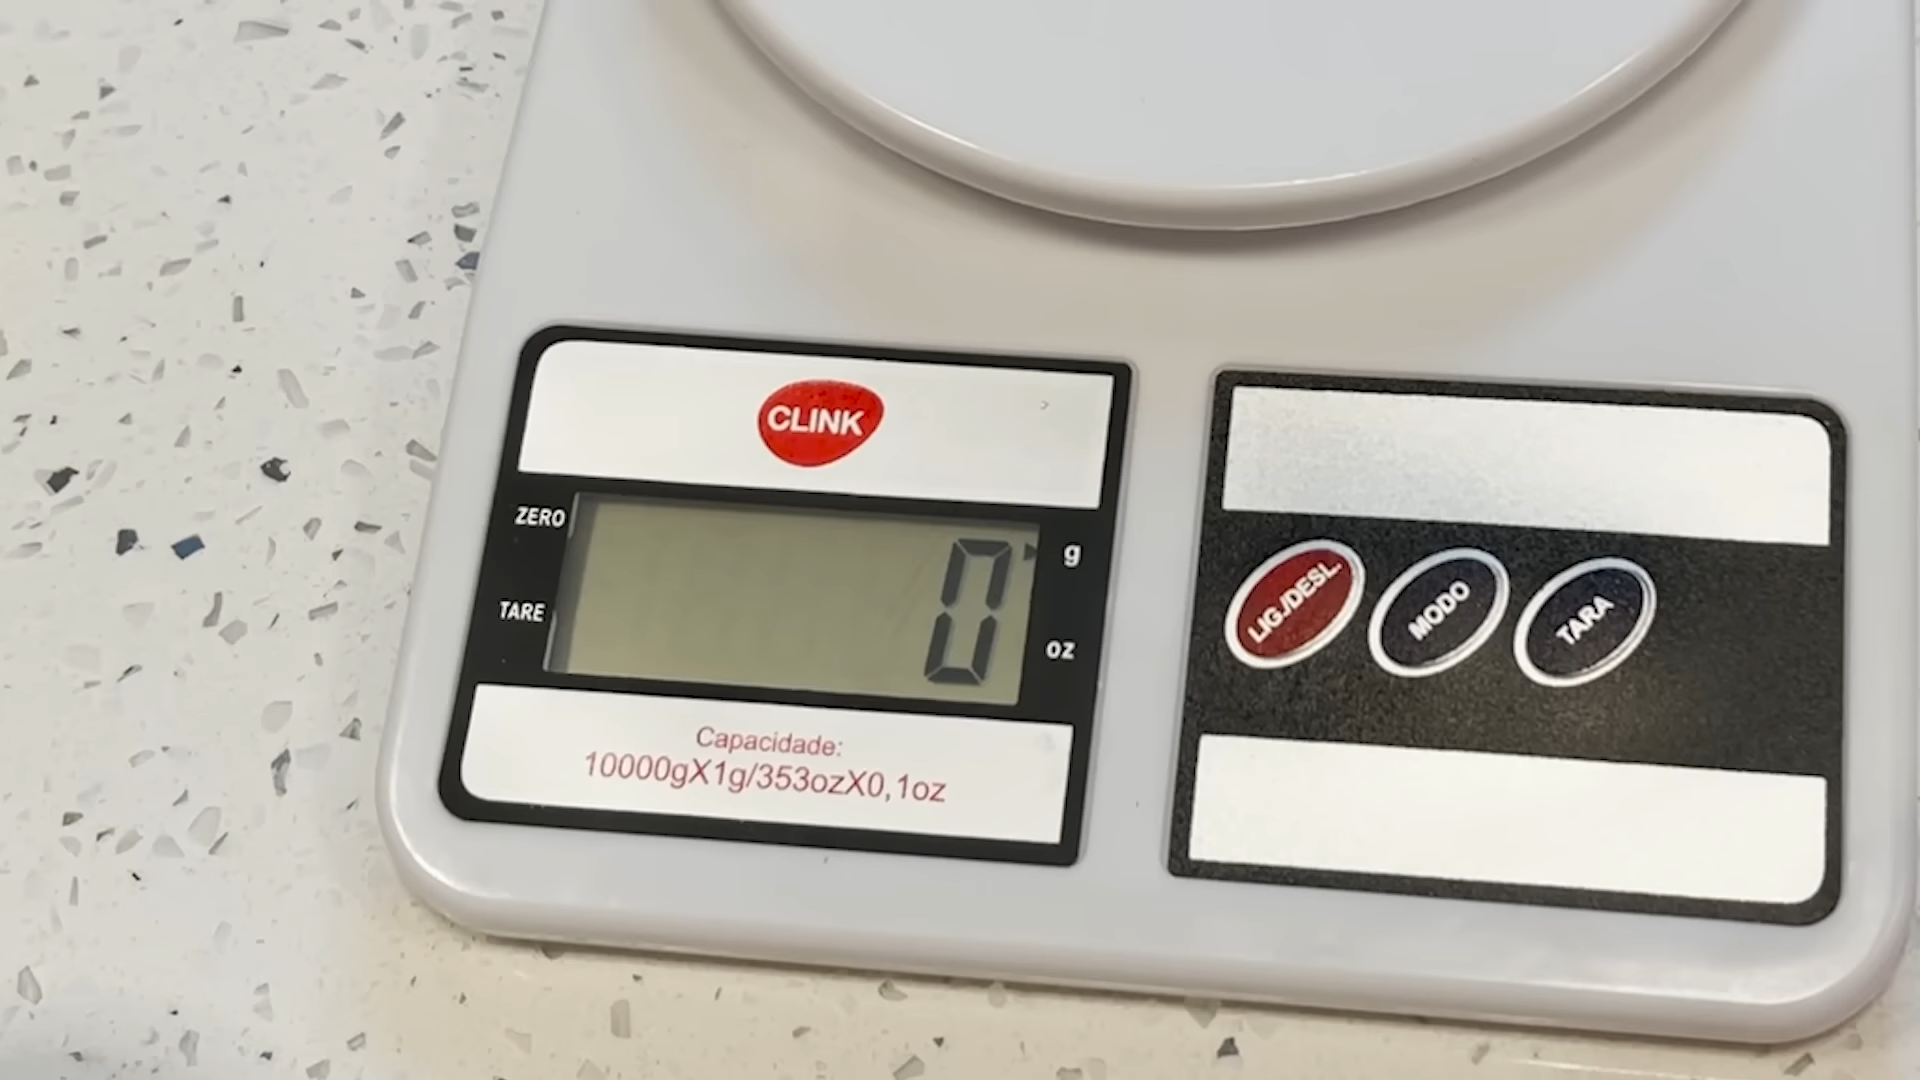 CLINK
ZERO
TARE
0
g
oz
Capacidade:
10000gX1g/353ozX0,1oz
LIG./DESL.
MODO
TARA